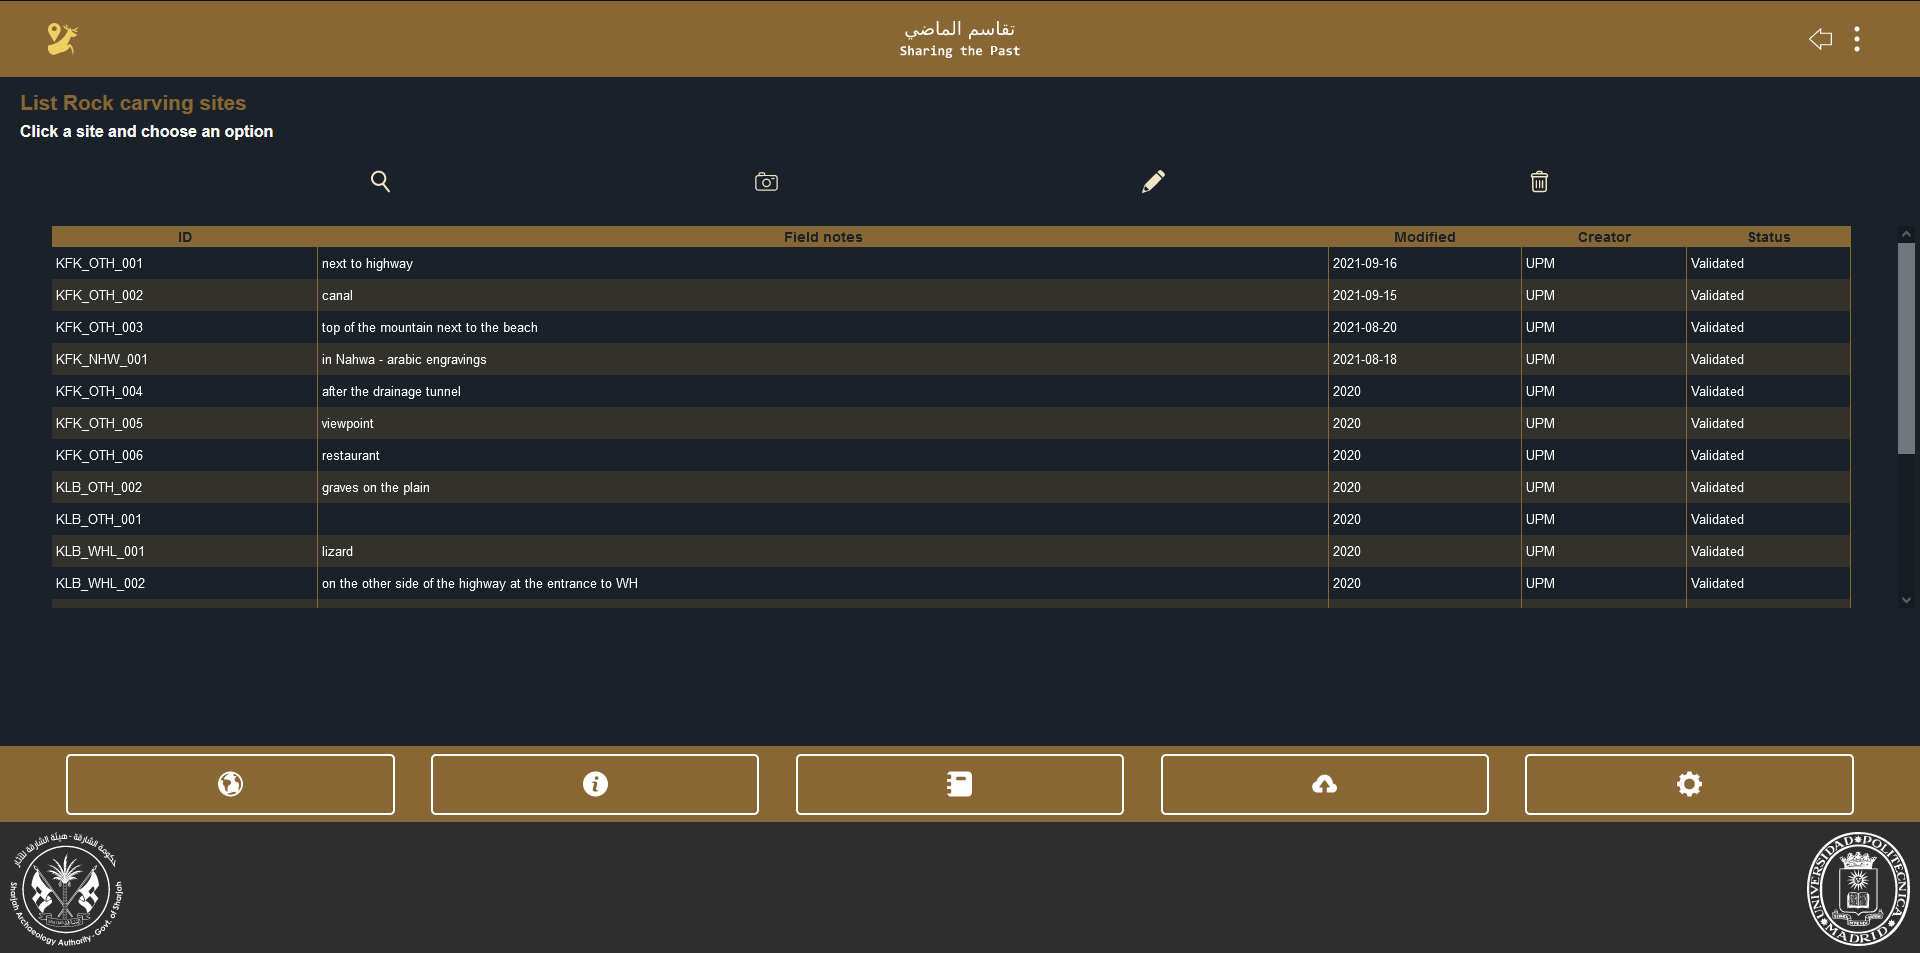 تقاسم الماضي
Sharing the Past
List Rock carving sites
Click a site and choose an option
ID Field notes Modified Creator Status
KFK_OTH_001 next to highway 2021-09-16 UPM Validated
KFK_OTH_002 canal 2021-09-15 UPM Validated
KFK_OTH_003 top of the mountain next to the beach 2021-08-20 UPM Validated
KFK_NHW_001 in Nahwa - arabic engravings 2021-08-18 UPM Validated
KFK_OTH_004 after the drainage tunnel 2020 UPM Validated
KFK_OTH_005 viewpoint 2020 UPM Validated
KFK_OTH_006 restaurant 2020 UPM Validated
KLB_OTH_002 graves on the plain 2020 UPM Validated
KLB_OTH_001 2020 UPM Validated
KLB_WHL_001 lizard 2020 UPM Validated
KLB_WHL_002 on the other side of the highway at the entrance to WH 2020 UPM Validated
حكومة الشارقة - هيئة الشارقة للآثار
Sharjah Archaeology Authority - Govt. of Sharjah
UNIVERSIDAD POLITECNICA
MADRID